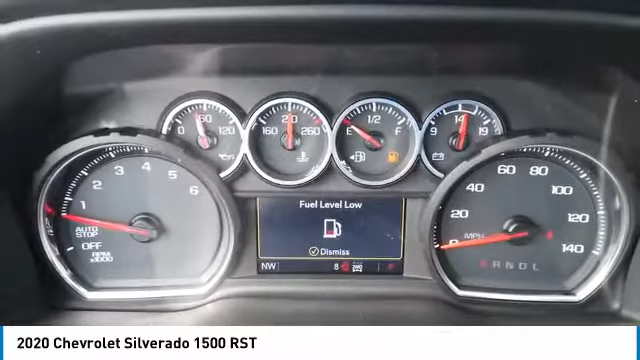 60
0 120
210
160 260
1/2
E F
14
9 19
1 2 3 4 5 6
AUTO
STOP
OFF
RPM
x1000
Fuel Level Low
Dismiss
NW 8
20 40 60 80 100 120 140
MPH
R N D L
2020 Chevrolet Silverado 1500 RST